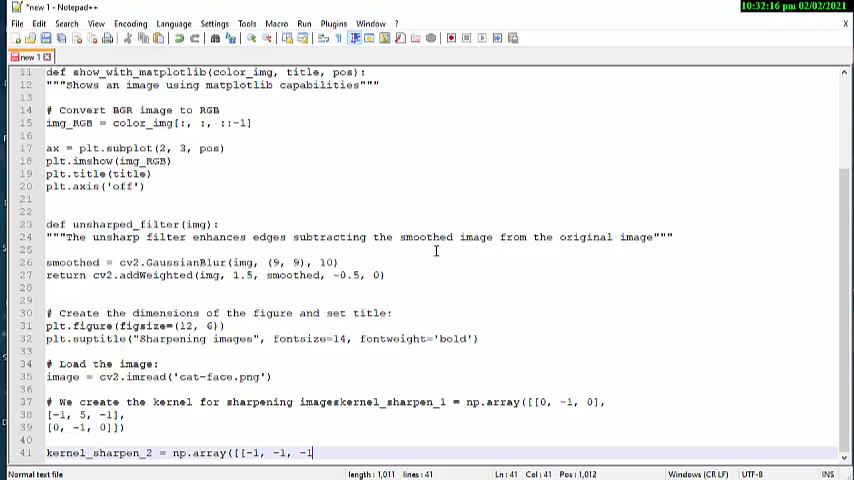 *new 1 - Notepad++
10:32:16 pm 02/02/2021
File Edit Search View Encoding Language Settings Tools Macro Run Plugins Window ? X
new 1
11 def show_with_matplotlib(color_img, title, pos):
12 """Shows an image using matplotlib capabilities"""
13
14 # Convert BGR image to RGB
15 img_RGB = color_img[:, :, ::-1]
16
17 ax = plt.subplot(2, 3, pos)
18 plt.imshow(img_RGB)
19 plt.title(title)
20 plt.axis('off')
21
22
23 def unsharped_filter(img):
24 """The unsharp filter enhances edges subtracting the smoothed image from the original image"""
25
26 smoothed = cv2.GaussianBlur(img, (9, 9), 10)
27 return cv2.addWeighted(img, 1.5, smoothed, -0.5, 0)
28
29
30 # Create the dimensions of the figure and set title:
31 plt.figure(figsize=(12, 6))
32 plt.suptitle("Sharpening images", fontsize=14, fontweight='bold')
33
34 # Load the image:
35 image = cv2.imread('cat-face.png')
36
37 # We create the kernel for sharpening imageskernel_sharpen_1 = np.array([[0, -1, 0],
38 [-1, 5, -1],
39 [0, -1, 0]])
40
41 kernel_sharpen_2 = np.array([[-1, -1, -1
Normal text file length : 1,011 lines : 41 Ln : 41 Col : 41 Pos : 1,012 Windows (CR LF) UTF-8 INS